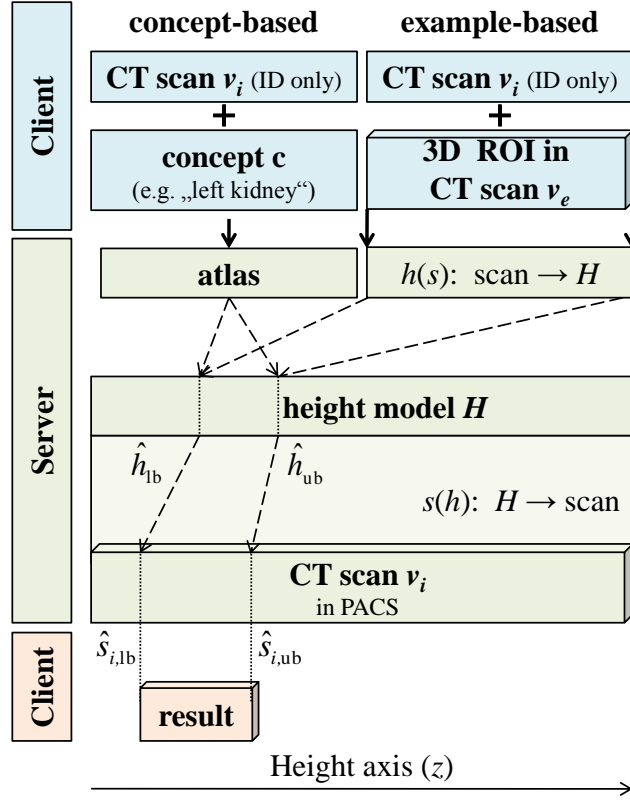 concept-based example-based
Client
CT scan v_i (ID only) CT scan v_i (ID only)
+ +
concept c
(e.g. „left kidney“)
3D ROI in
CT scan v_e
Server
atlas
h(s): scan → H
height model H
ĥ_lb ĥ_ub
s(h): H → scan
CT scan v_i
in PACS
ŝ_i,lb ŝ_i,ub
Client
result
Height axis (z)